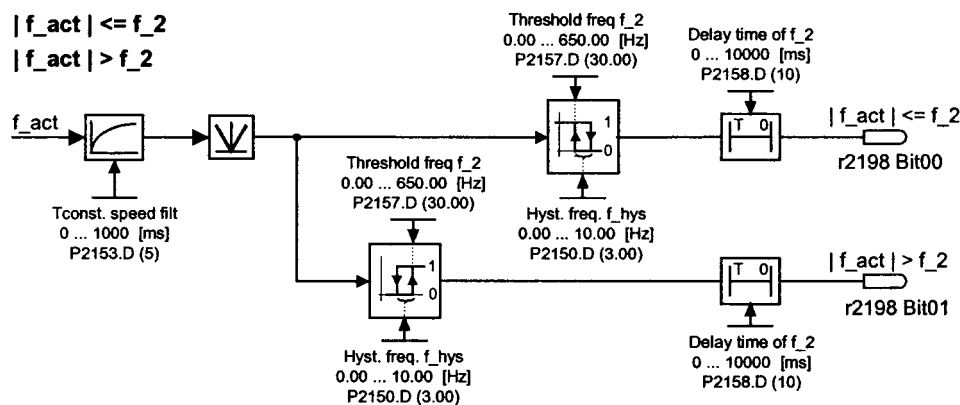 | f_act | <= f_2
| f_act | > f_2
Threshold freq f_2
0.00 ... 650.00 [Hz]
P2157.D (30.00)
Delay time of f_2
0 ... 10000 [ms]
P2158.D (10)
f_act
1
0
T 0
| f_act | <= f_2
r2198 Bit00
Tconst. speed filt
0 ... 1000 [ms]
P2153.D (5)
Threshold freq f_2
0.00 ... 650.00 [Hz]
P2157.D (30.00)
Hyst. freq. f_hys
0.00 ... 10.00 [Hz]
P2150.D (3.00)
1
0
T 0
| f_act | > f_2
r2198 Bit01
Hyst. freq. f_hys
0.00 ... 10.00 [Hz]
P2150.D (3.00)
Delay time of f_2
0 ... 10000 [ms]
P2158.D (10)